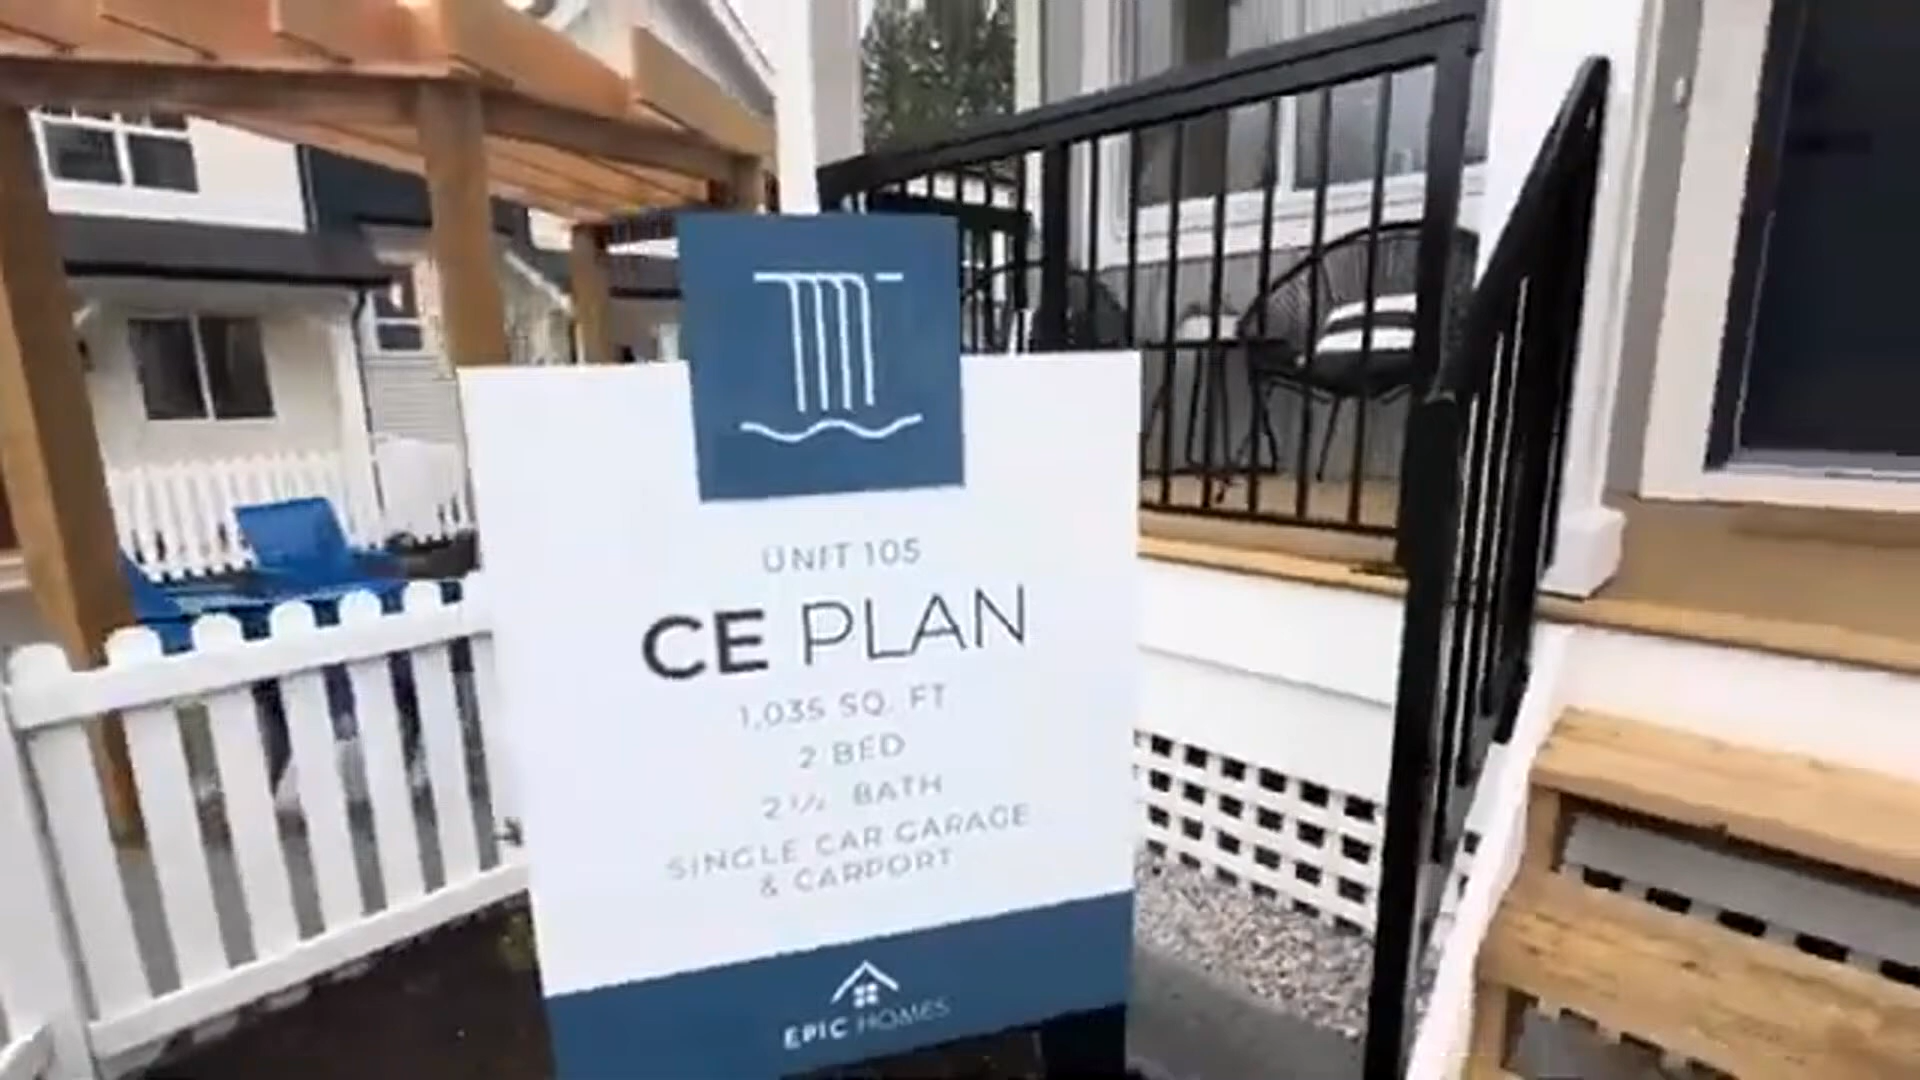 UNIT 105
CE PLAN
1,035 SQ. FT
2 BED
2 ½ BATH
SINGLE CAR GARAGE
& CARPORT
EPIC HOMES